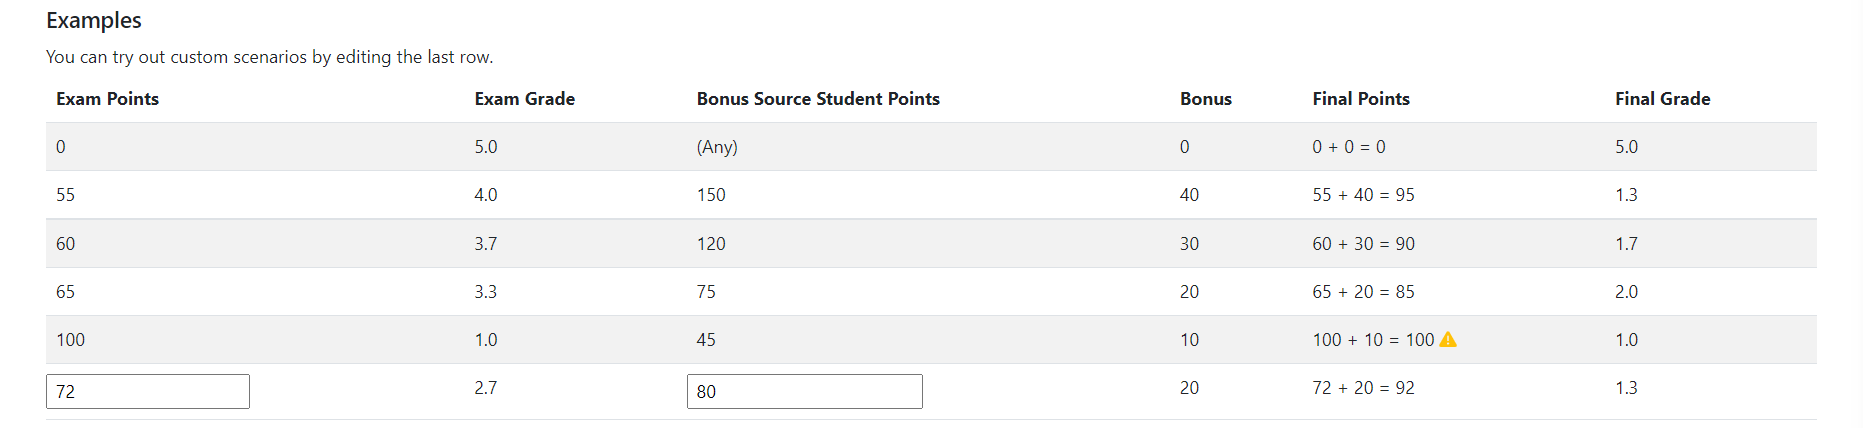 Examples
You can try out custom scenarios by editing the last row.
Exam Points Exam Grade Bonus Source Student Points Bonus Final Points Final Grade
0 5.0 (Any) 0 0 + 0 = 0 5.0
55 4.0 150 40 55 + 40 = 95 1.3
60 3.7 120 30 60 + 30 = 90 1.7
65 3.3 75 20 65 + 20 = 85 2.0
100 1.0 45 10 100 + 10 = 100 1.0
72 2.7 80 20 72 + 20 = 92 1.3